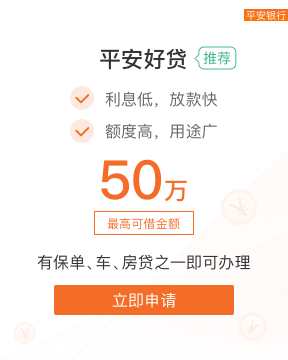 平安银行
平安好贷 推荐
利息低，放款快
额度高，用途广
50万
最高可借金额
有保单、车、房贷之一即可办理
立即申请